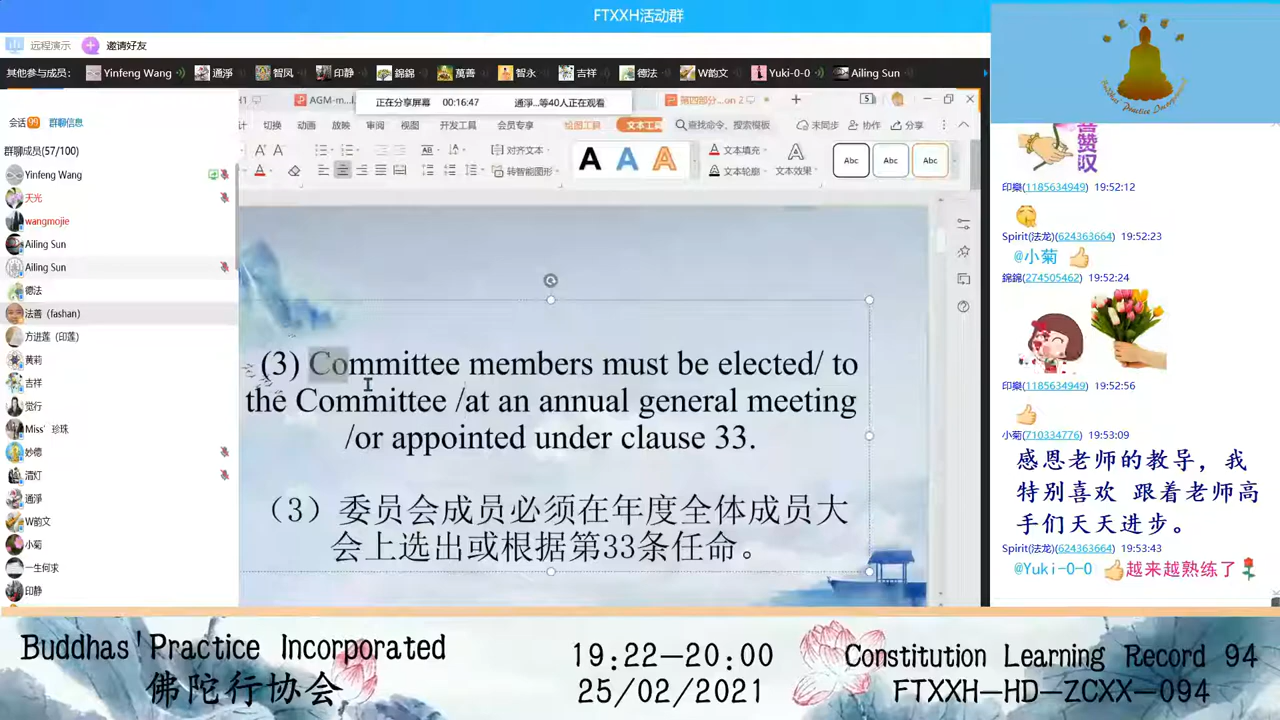 FTXXH活动群
远程演示
邀请好友
其他参与成员:
Yinfeng Wang
通淨
智凤
印静
錦錦
萬善
智永
吉祥
德法
W韵文
Yuki-0-0
Ailing Sun
会话 99 群聊信息
群聊成员(57/100)
Yinfeng Wang
天光
wangmojie
Ailing Sun
Ailing Sun
德法
法善（fashan）
方进莲（印莲）
黄莉
吉祥
觉行
Miss' 珍珠
妙德
清灯
通淨
W韵文
小菊
一生何求
印静
AGM-m...
正在分享屏幕 00:16:47 通淨...等40人正在观看
第四部分...on 2
5
切换 动画 放映 审阅 视图 开发工具 会员专享 绘图工具 文本工具 查找命令、搜索模板 未同步 协作 分享
对齐文本
转智能图形
A A A
文本填充
文本轮廓
文本效果
Abc Abc Abc
(3) Committee members must be elected/ to
the Committee /at an annual general meeting
/or appointed under clause 33.
（3）委员会成员必须在年度全体成员大
会上选出或根据第33条任命。
赞叹
印樂(1185634949) 19:52:12
Spirit(法龙)(624363664) 19:52:23
@小菊
錦錦(274505462) 19:52:24
印樂(1185634949) 19:52:56
小菊(710334776) 19:53:09
感恩老师的教导，我
特别喜欢 跟着老师高
手们天天进步。
Spirit(法龙)(624363664) 19:53:43
@Yuki-0-0 越来越熟练了
Buddhas' Practice Incorporated
佛陀行协会
19:22—20:00
25/02/2021
Constitution Learning Record 94
FTXXH—HD—ZCXX—094